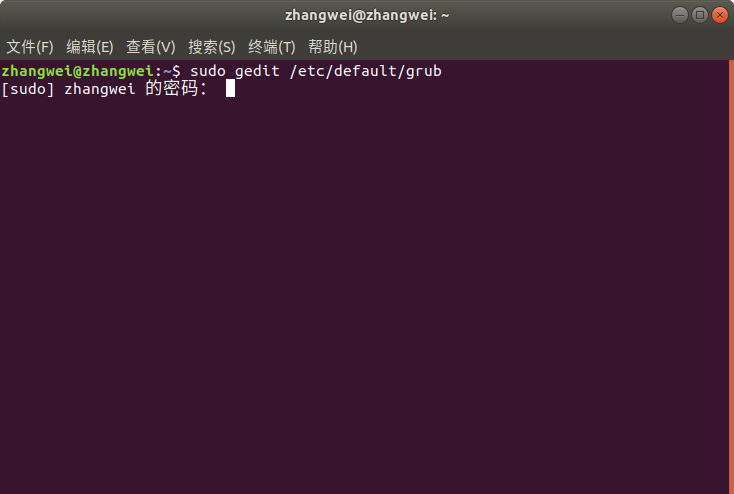 zhangwei@zhangwei: ~
文件(F) 编辑(E) 查看(V) 搜索(S) 终端(T) 帮助(H)
zhangwei@zhangwei:~$ sudo gedit /etc/default/grub
[sudo] zhangwei 的密码：